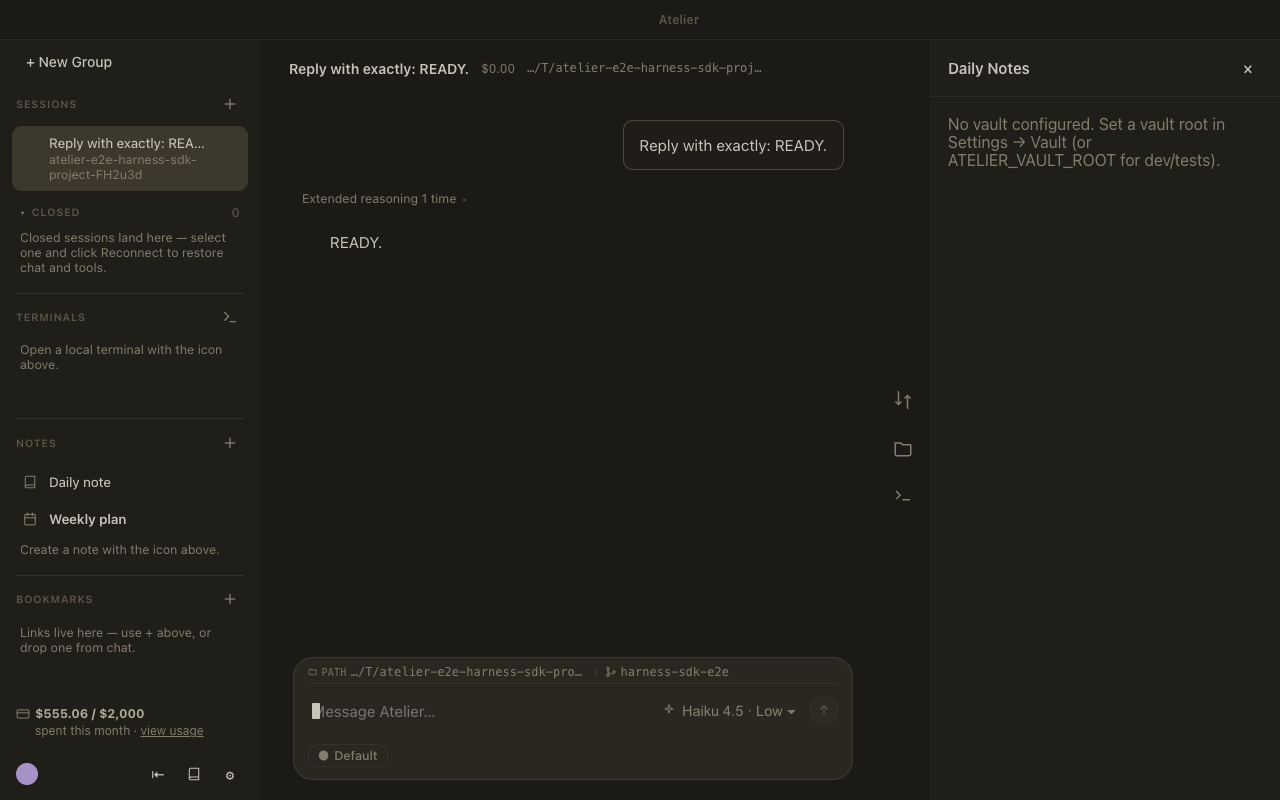 Atelier
+ New Group
SESSIONS
Reply with exactly: REA...
atelier-e2e-harness-sdk-
project-FH2u3d
CLOSED 0
Closed sessions land here — select
one and click Reconnect to restore
chat and tools.
TERMINALS
Open a local terminal with the icon
above.
NOTES
Daily note
Weekly plan
Create a note with the icon above.
BOOKMARKS
Links live here — use + above, or
drop one from chat.
$555.06 / $2,000
spent this month · view usage
Reply with exactly: READY. $0.00 …/T/atelier-e2e-harness-sdk-proj…
Reply with exactly: READY.
Extended reasoning 1 time
READY.
PATH …/T/atelier-e2e-harness-sdk-pro… › harness-sdk-e2e
Message Atelier...
Haiku 4.5 · Low
Default
Daily Notes ×
No vault configured. Set a vault root in
Settings → Vault (or
ATELIER_VAULT_ROOT for dev/tests).